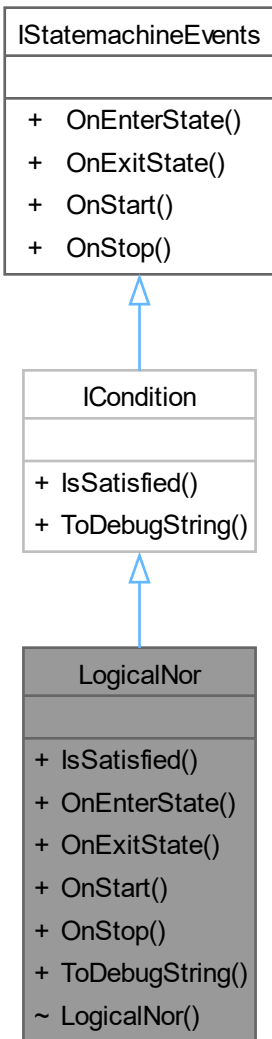 IStatemachineEvents
+ OnEnterState()
+ OnExitState()
+ OnStart()
+ OnStop()
ICondition
+ IsSatisfied()
+ ToDebugString()
LogicalNor
+ IsSatisfied()
+ OnEnterState()
+ OnExitState()
+ OnStart()
+ OnStop()
+ ToDebugString()
~ LogicalNor()